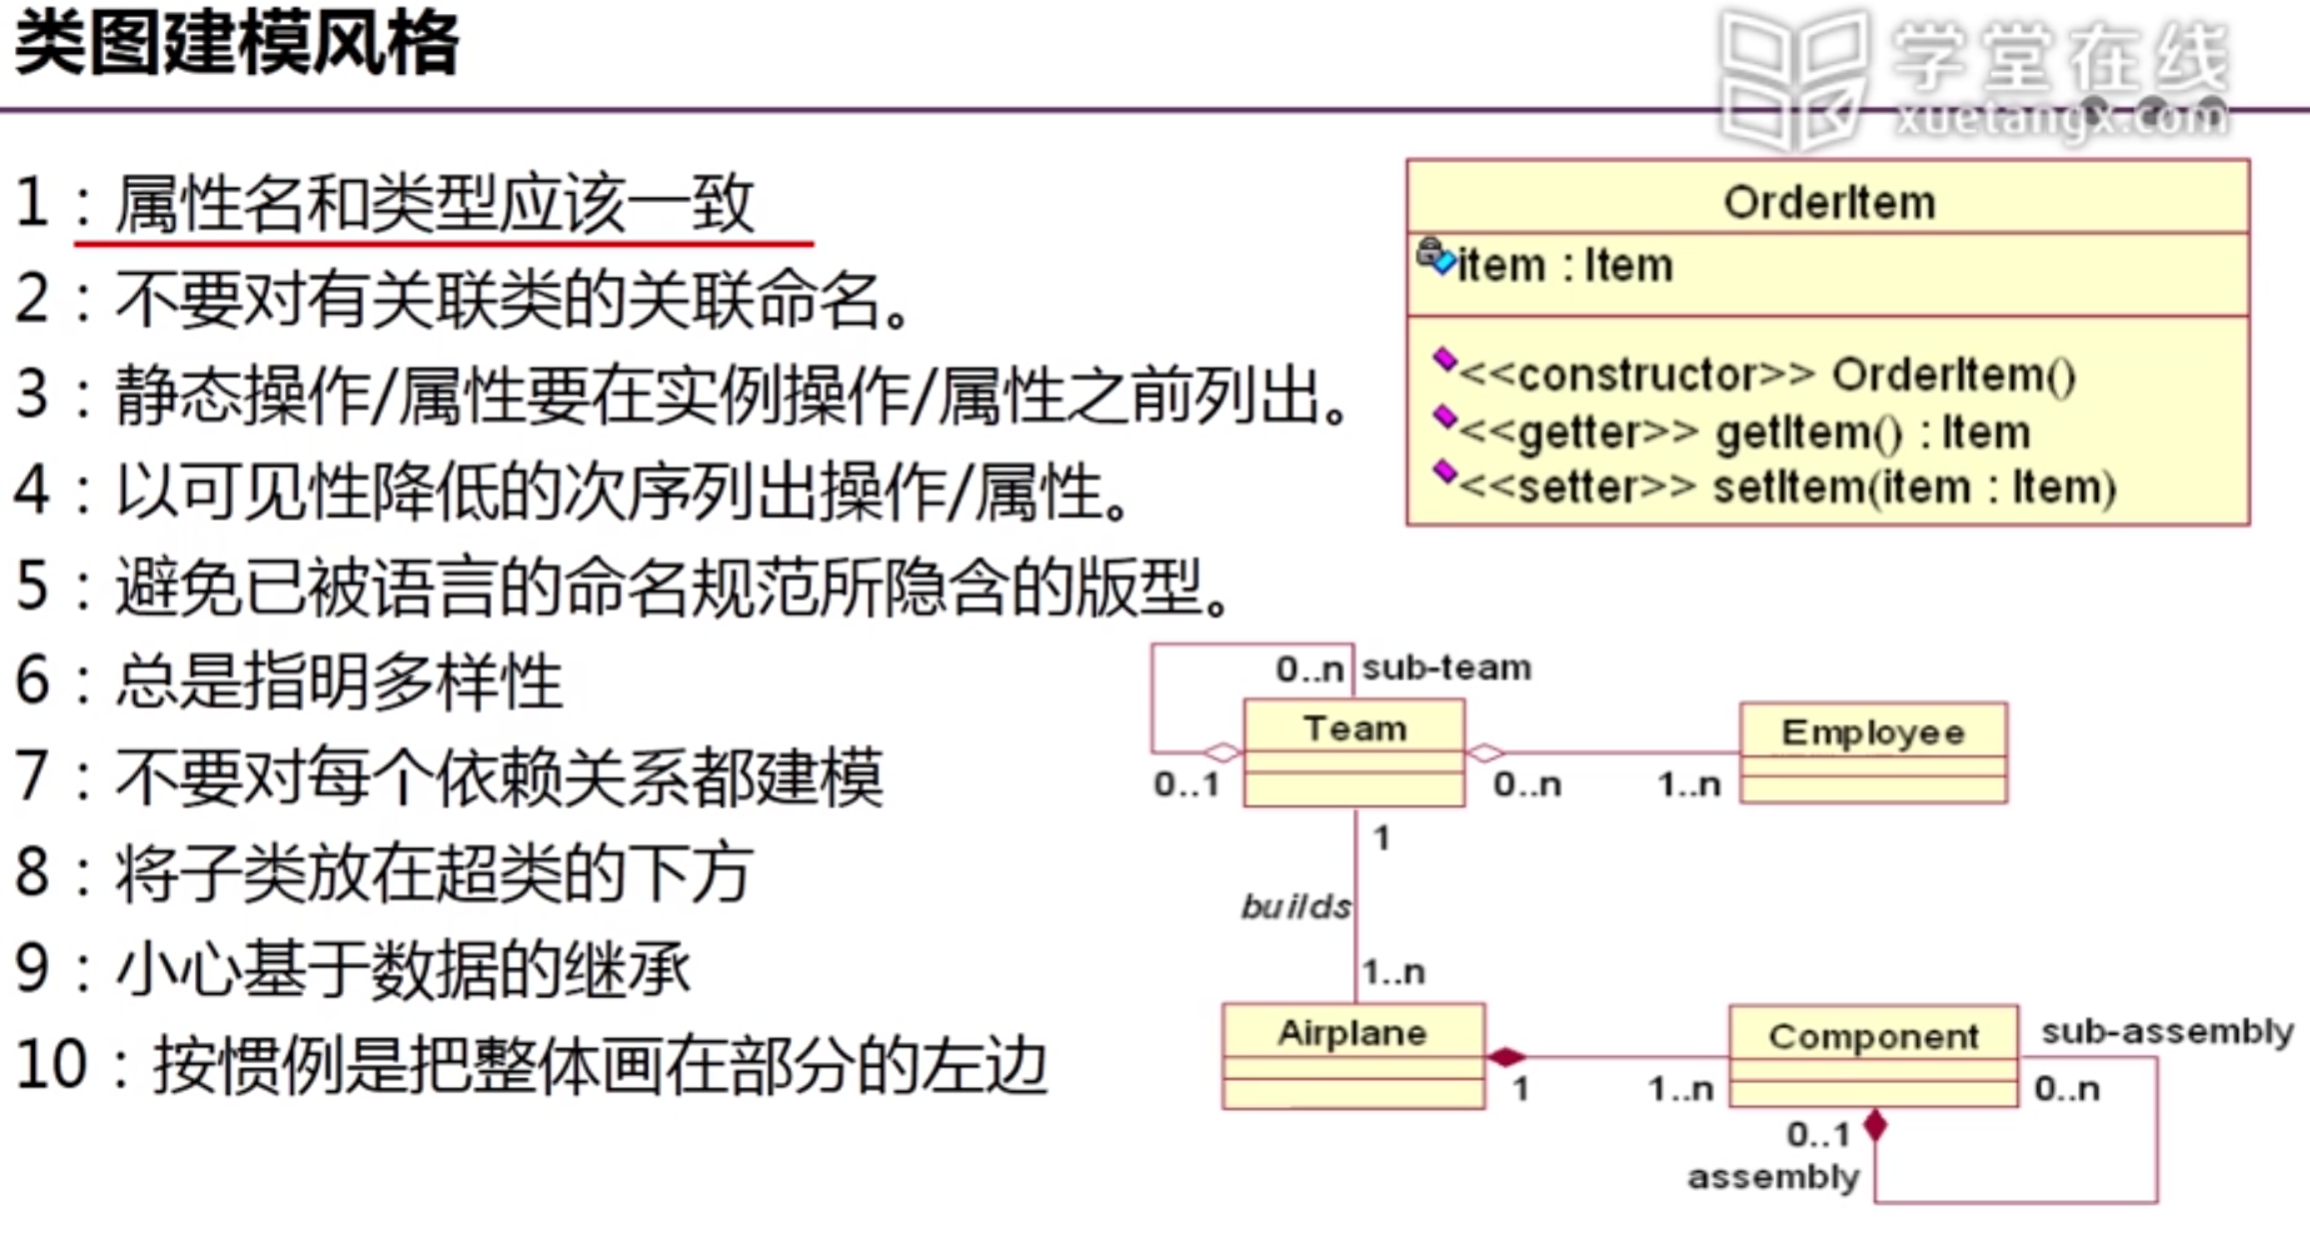 类图建模风格
学堂在线
xuetangx.com
1：属性名和类型应该一致
2：不要对有关联类的关联命名。
3：静态操作/属性要在实例操作/属性之前列出。
4：以可见性降低的次序列出操作/属性。
5：避免已被语言的命名规范所隐含的版型。
6：总是指明多样性
7：不要对每个依赖关系都建模
8：将子类放在超类的下方
9：小心基于数据的继承
10：按惯例是把整体画在部分的左边
OrderItem
item : Item
<<constructor>> OrderItem()
<<getter>> getItem() : Item
<<setter>> setItem(item : Item)
0..n sub-team
Team
Employee
0..1
0..n
1..n
1
builds
1..n
Airplane
Component
sub-assembly
1
1..n
0..n
0..1
assembly